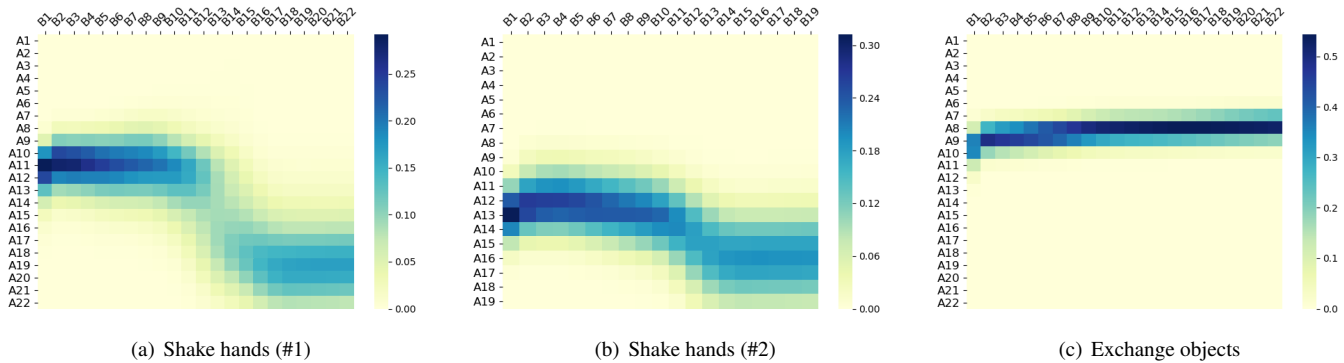 B1 B2 B3 B4 B5 B6 B7 B8 B9 B10 B11 B12 B13 B14 B15 B16 B17 B18 B19 B20 B21 B22
A1
A2
A3
A4
A5
A6
A7
A8
A9
A10
A11
A12
A13
A14
A15
A16
A17
A18
A19
A20
A21
A22
0.25
0.20
0.15
0.10
0.05
0.00
(a) Shake hands (#1)
B1 B2 B3 B4 B5 B6 B7 B8 B9 B10 B11 B12 B13 B14 B15 B16 B17 B18 B19
A1
A2
A3
A4
A5
A6
A7
A8
A9
A10
A11
A12
A13
A14
A15
A16
A17
A18
A19
0.30
0.24
0.18
0.12
0.06
0.00
(b) Shake hands (#2)
B1 B2 B3 B4 B5 B6 B7 B8 B9 B10 B11 B12 B13 B14 B15 B16 B17 B18 B19 B20 B21 B22
A1
A2
A3
A4
A5
A6
A7
A8
A9
A10
A11
A12
A13
A14
A15
A16
A17
A18
A19
A20
A21
A22
0.5
0.4
0.3
0.2
0.1
0.0
(c) Exchange objects